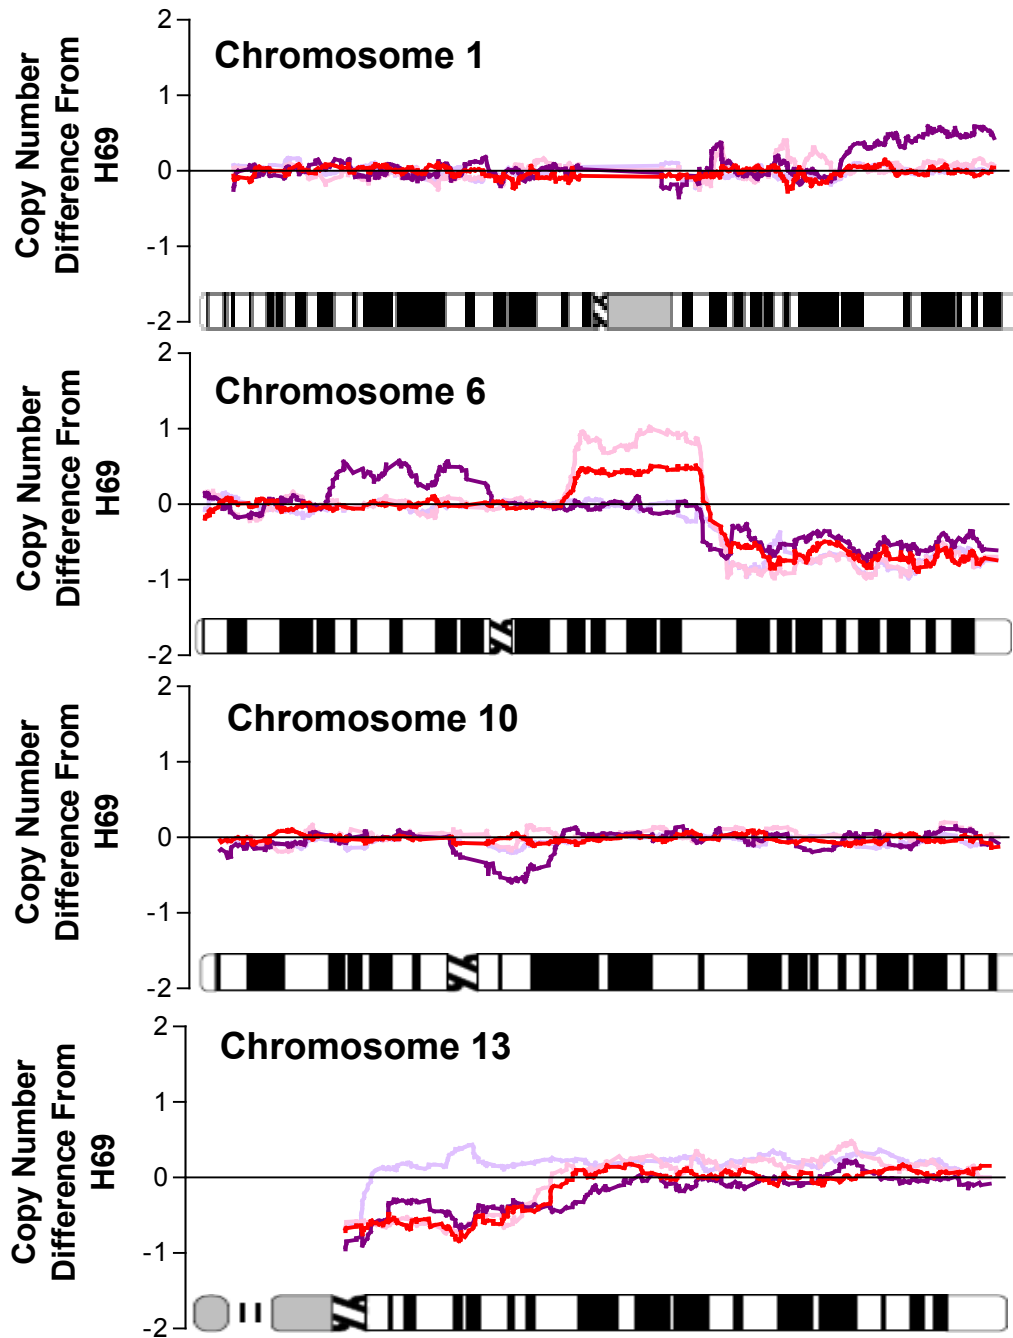 Chromosome 1
Copy Number
Difference From
H69
2
1
0
-1
-2
Chromosome 6
Copy Number
Difference From
H69
2
1
0
-1
-2
Chromosome 10
Copy Number
Difference From
H69
2
1
0
-1
-2
Chromosome 13
Copy Number
Difference From
H69
2
1
0
-1
-2